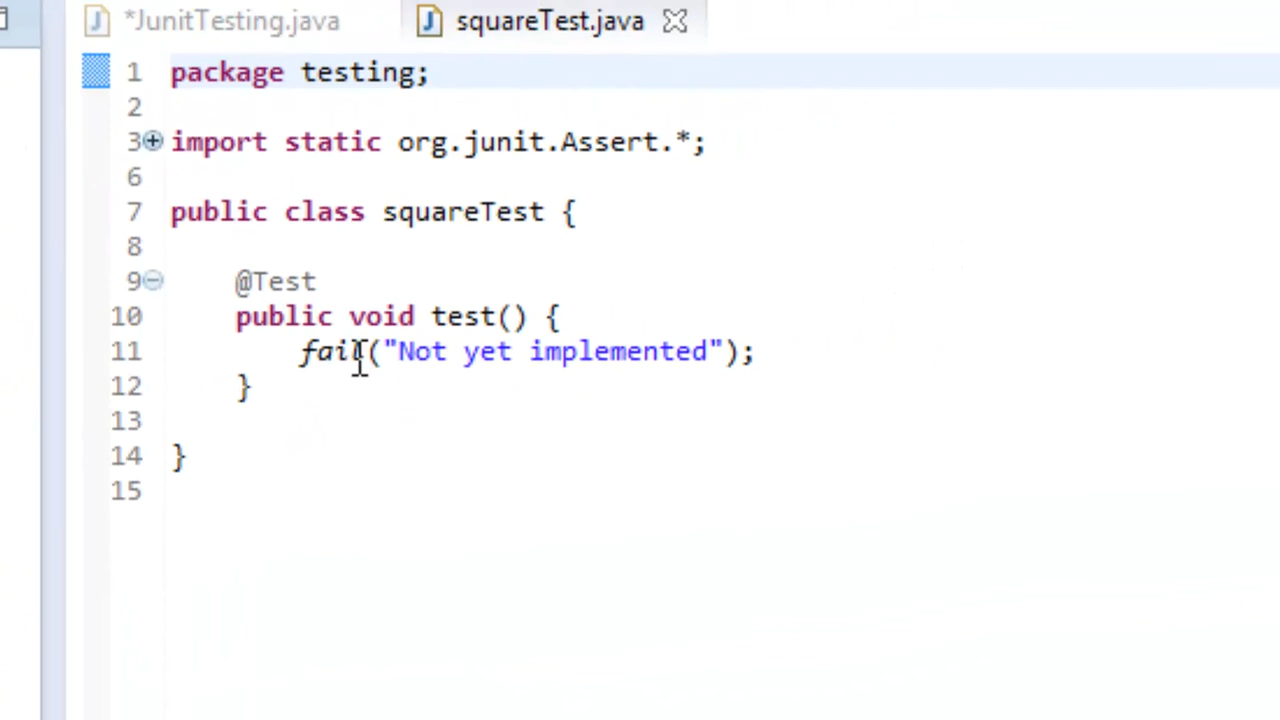 *JunitTesting.java squareTest.java
1 package testing;
2
3 import static org.junit.Assert.*;
6
7 public class squareTest {
8
9 @Test
10 public void test() {
11 fail("Not yet implemented");
12 }
13
14 }
15